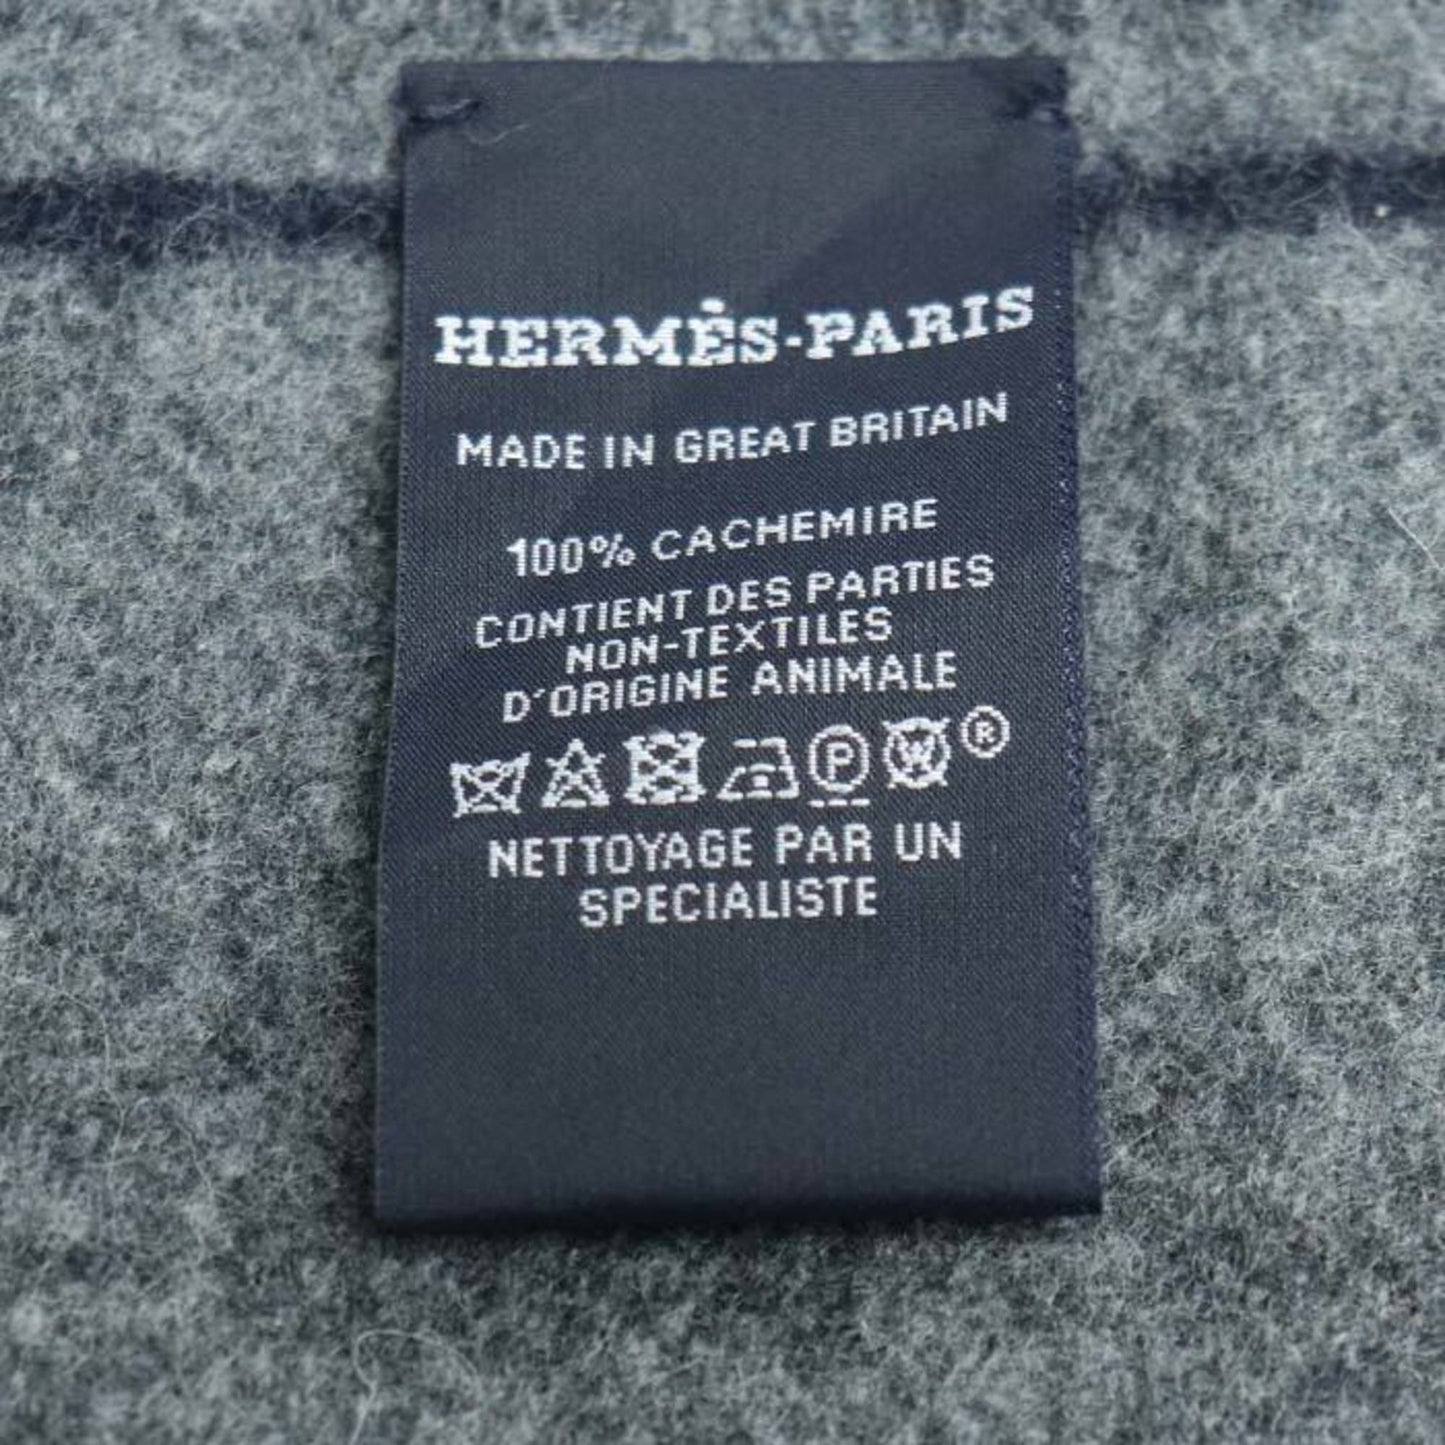 HERMÈS-PARIS
MADE IN GREAT BRITAIN
100% CACHEMIRE
CONTIENT DES PARTIES
NON-TEXTILES
D'ORIGINE ANIMALE
P W ®
NETTOYAGE PAR UN
SPECIALISTE